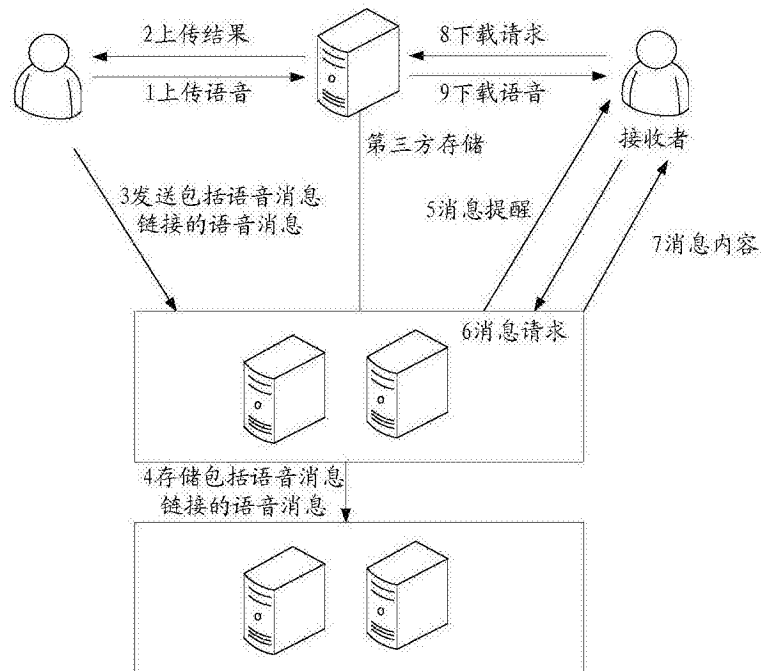 2上传结果
8下载请求
1上传语音
9下载语音
第三方存储
接收者
3发送包括语音消息
链接的语音消息
5消息提醒
7消息内容
6消息请求
4存储包括语音消息
链接的语音消息